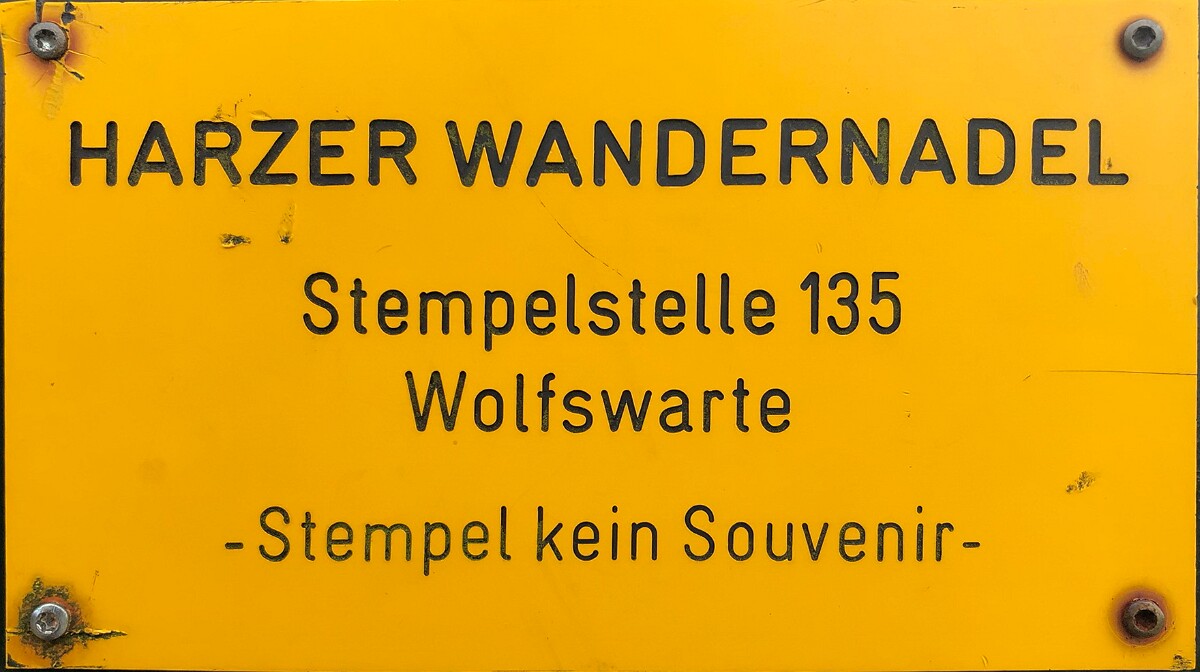 HARZER WANDERNADEL
Stempelstelle 135
Wolfswarte
-Stempel kein Souvenir-